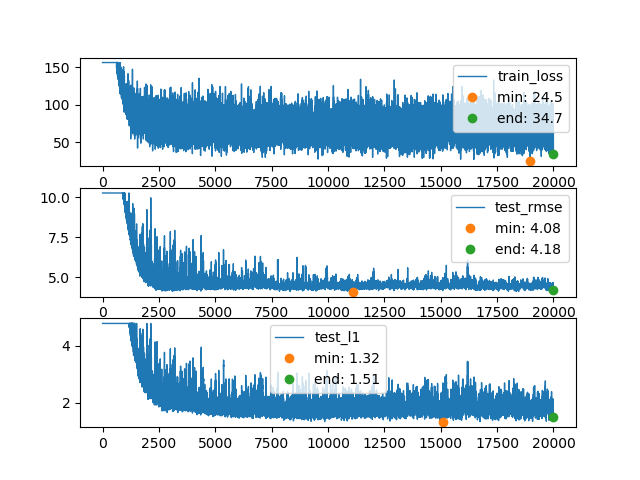 150
100
50
train_loss
min: 24.5
end: 34.7
0 2500 5000 7500 10000 12500 15000 17500 20000
10.0
7.5
5.0
test_rmse
min: 4.08
end: 4.18
0 2500 5000 7500 10000 12500 15000 17500 20000
4
2
test_l1
min: 1.32
end: 1.51
0 2500 5000 7500 10000 12500 15000 17500 20000